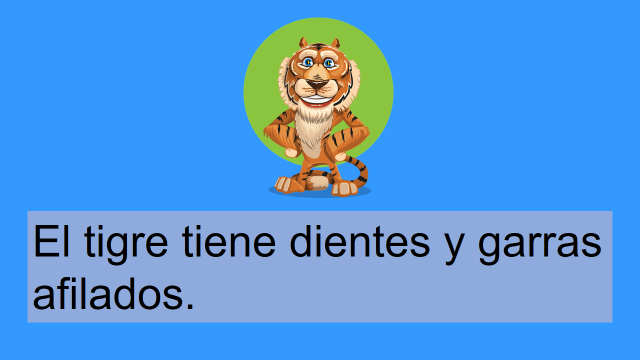 El tigre tiene dientes y garras
afilados.